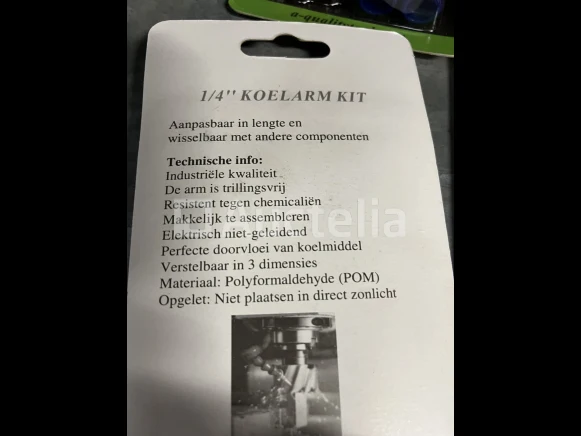 a-quality
1/4'' KOELARM KIT
Aanpasbaar in lengte en
wisselbaar met andere componenten
Technische info:
Industriële kwaliteit.
De arm is trillingsvrij
Resistent tegen chemicaliën
Makkelijk te assembleren
Elektrisch niet-geleidend
Perfecte doorvloei van koelmiddel
Verstelbaar in 3 dimensies
Materiaal: Polyformaldehyde (POM)
Opgelet: Niet plaatsen in direct zonlicht